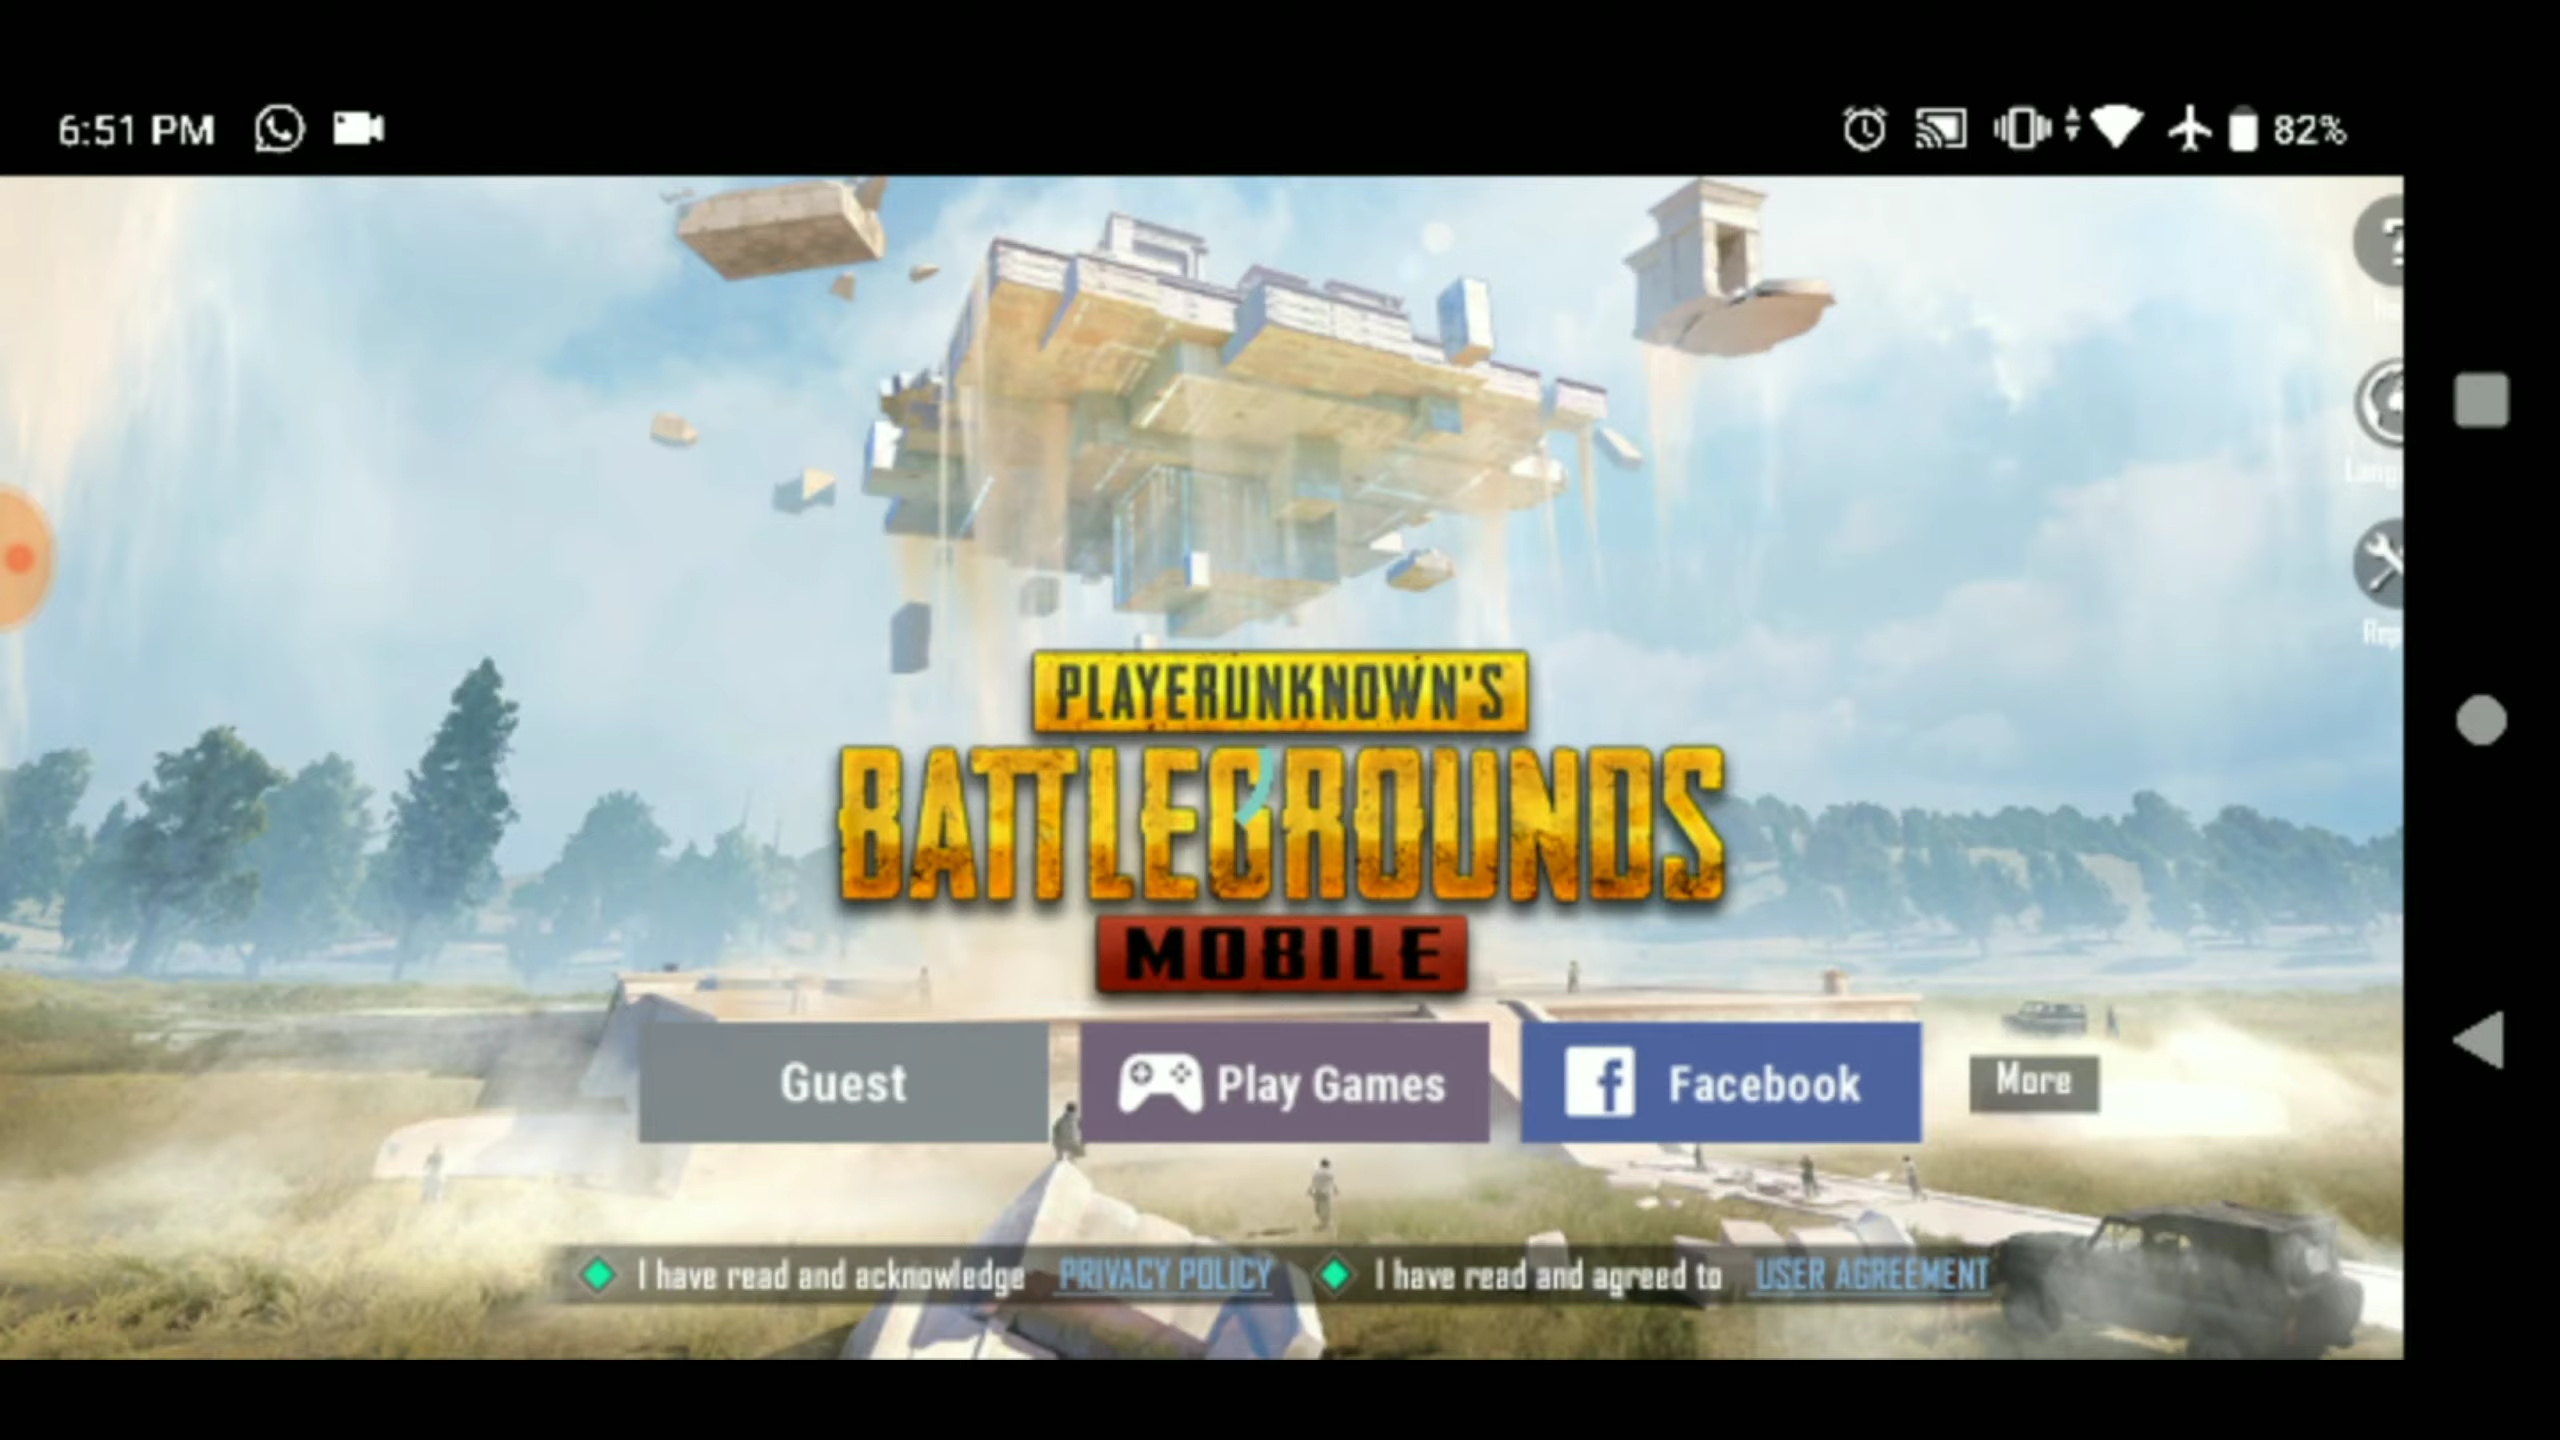 6:51 PM
82%
PLAYERUNKNOWN'S
BATTLEGROUNDS
MOBILE
Guest
Play Games
Facebook
More
I have read and acknowledge PRIVACY POLICY
I have read and agreed to USER AGREEMENT